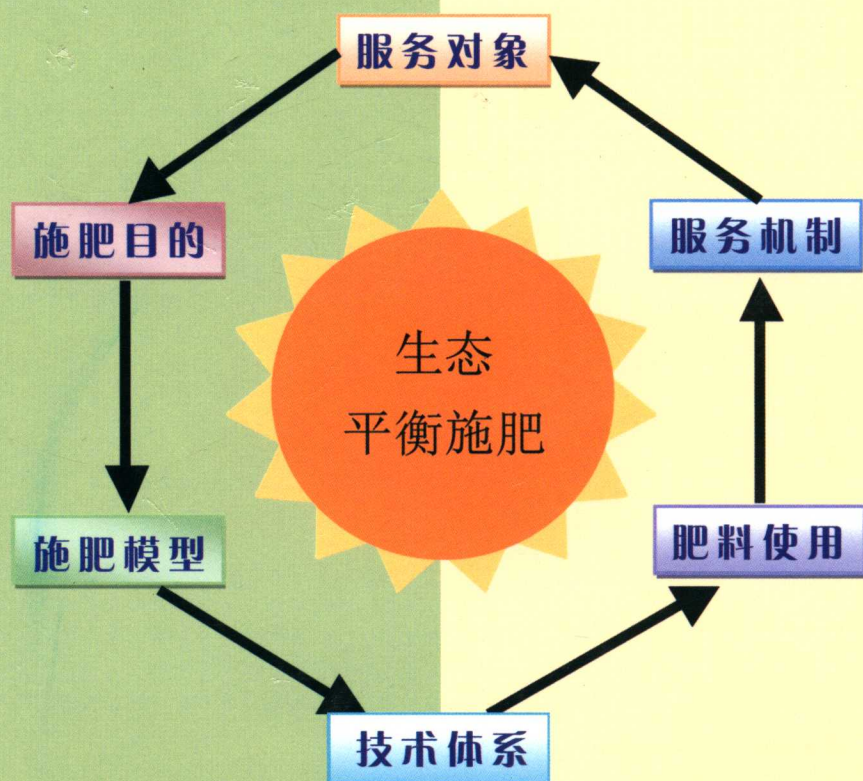 服务对象
施肥目的
服务机制
生态
平衡施肥
施肥模型
肥料使用
技术体系